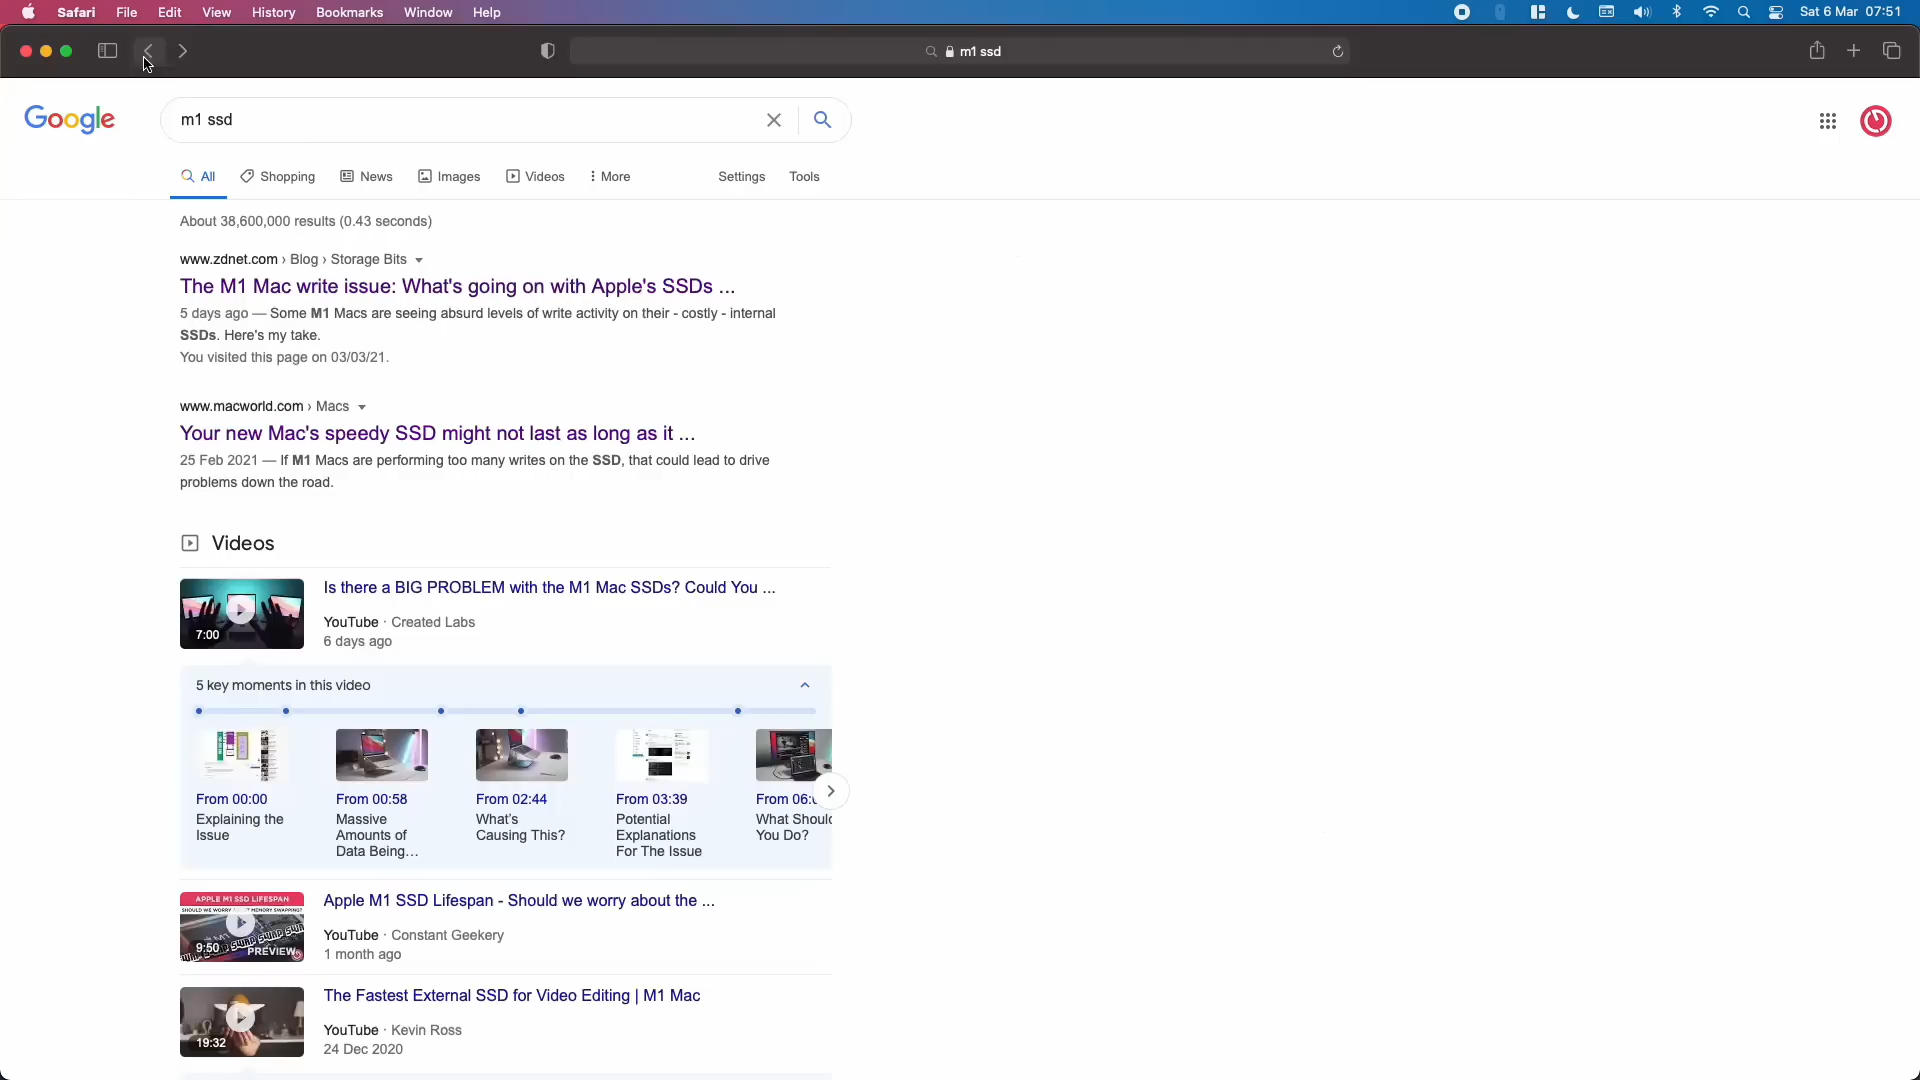 Safari File Edit View History Bookmarks Window Help
Sat 6 Mar 07:51
m1 ssd
Google
m1 ssd
All Shopping News Images Videos More Settings Tools
About 38,600,000 results (0.43 seconds)
www.zdnet.com › Blog › Storage Bits
The M1 Mac write issue: What's going on with Apple's SSDs ...
5 days ago — Some M1 Macs are seeing absurd levels of write activity on their - costly - internal
SSDs. Here's my take.
You visited this page on 03/03/21.
www.macworld.com › Macs
Your new Mac's speedy SSD might not last as long as it ...
25 Feb 2021 — If M1 Macs are performing too many writes on the SSD, that could lead to drive
problems down the road.
Videos
Is there a BIG PROBLEM with the M1 Mac SSDs? Could You ...
YouTube · Created Labs
6 days ago
7:00
5 key moments in this video
From 00:00
Explaining the
Issue
From 00:58
Massive
Amounts of
Data Being...
From 02:44
What's
Causing This?
From 03:39
Potential
Explanations
For The Issue
From 06:
What Should
You Do?
Apple M1 SSD Lifespan - Should we worry about the ...
YouTube · Constant Geekery
1 month ago
APPLE M1 SSD LIFESPAN
9:50
PREVIEW
The Fastest External SSD for Video Editing | M1 Mac
YouTube · Kevin Ross
24 Dec 2020
19:32